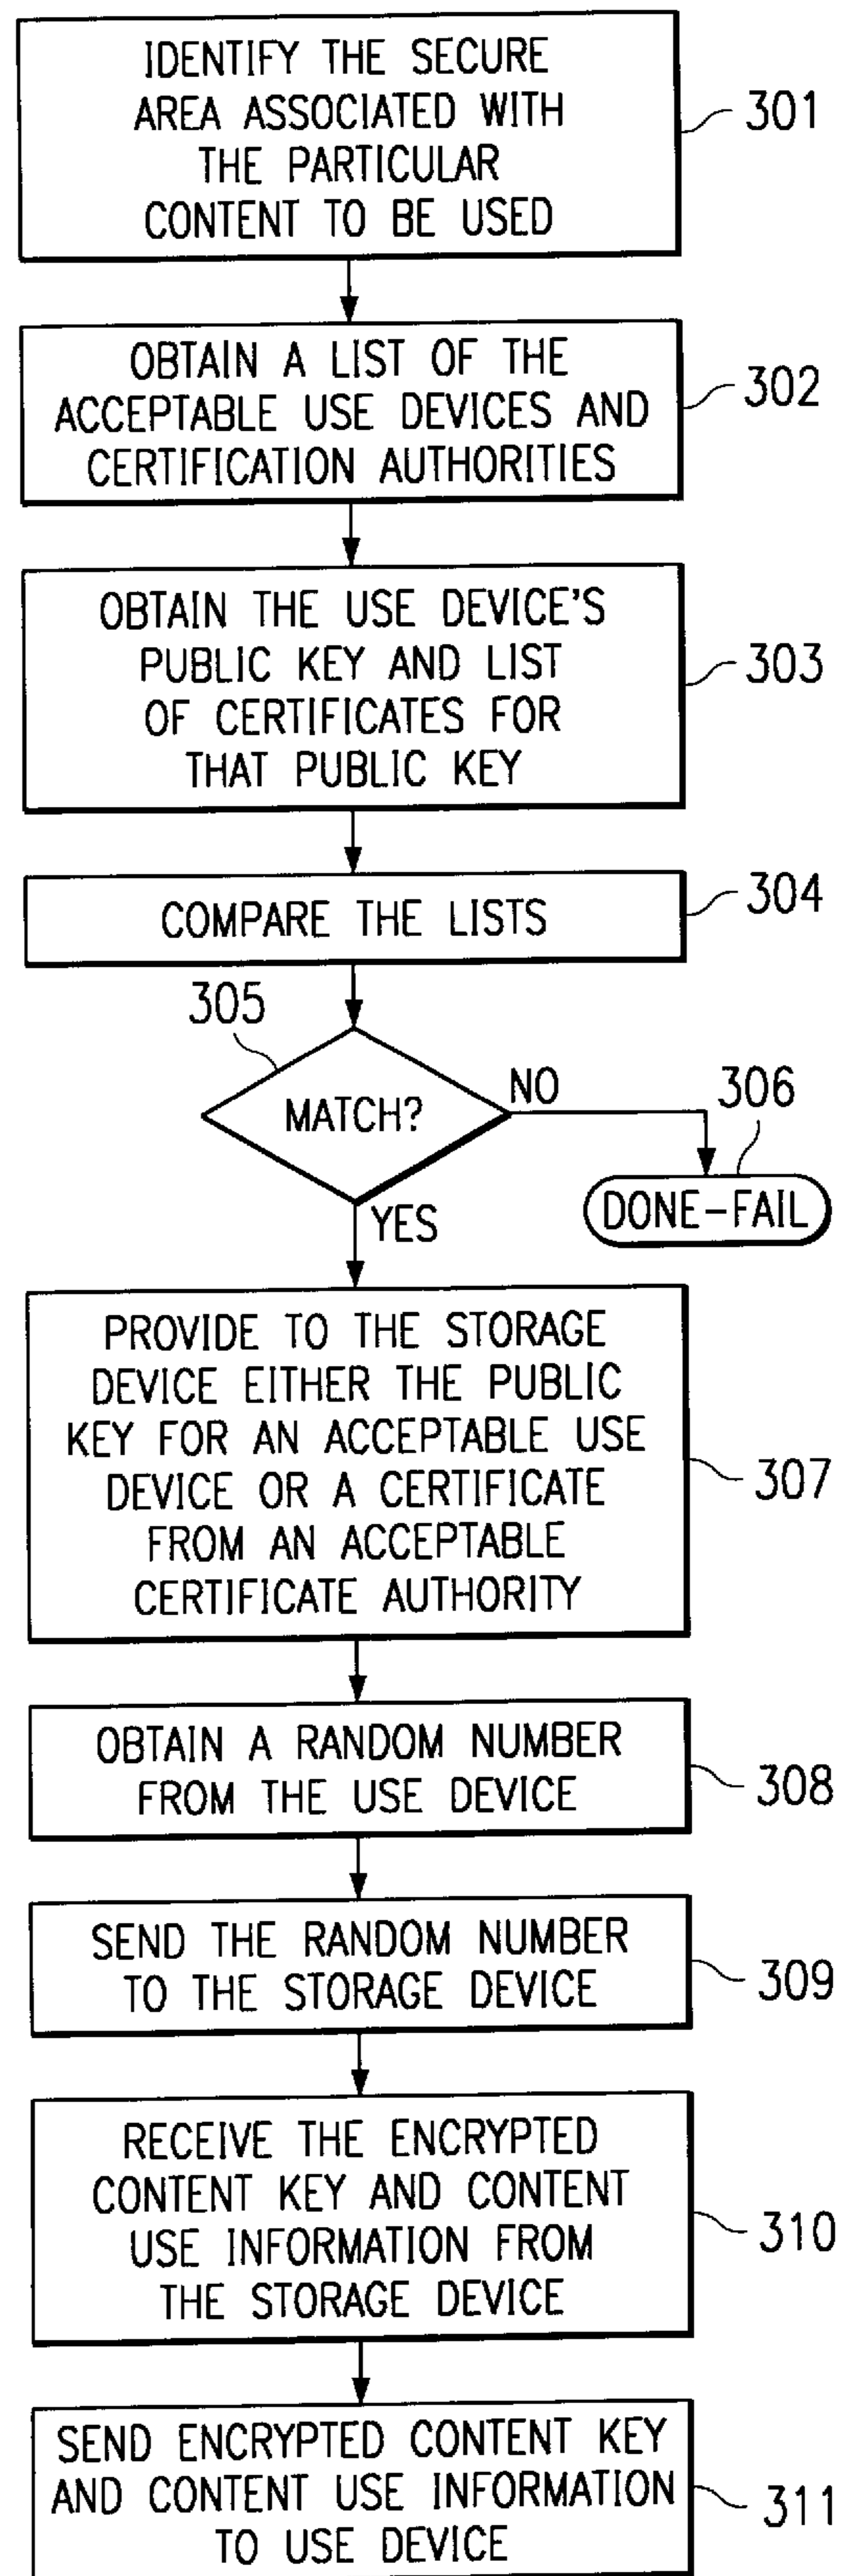 IDENTIFY THE SECURE
AREA ASSOCIATED WITH
THE PARTICULAR
CONTENT TO BE USED
301
OBTAIN A LIST OF THE
ACCEPTABLE USE DEVICES AND
CERTIFICATION AUTHORITIES
302
OBTAIN THE USE DEVICE'S
PUBLIC KEY AND LIST
OF CERTIFICATES FOR
THAT PUBLIC KEY
303
COMPARE THE LISTS
304
305
MATCH?
NO
306
DONE-FAIL
YES
PROVIDE TO THE STORAGE
DEVICE EITHER THE PUBLIC
KEY FOR AN ACCEPTABLE USE
DEVICE OR A CERTIFICATE
FROM AN ACCEPTABLE
CERTIFICATE AUTHORITY
307
OBTAIN A RANDOM NUMBER
FROM THE USE DEVICE
308
SEND THE RANDOM NUMBER
TO THE STORAGE DEVICE
309
RECEIVE THE ENCRYPTED
CONTENT KEY AND CONTENT
USE INFORMATION FROM
THE STORAGE DEVICE
310
SEND ENCRYPTED CONTENT KEY
AND CONTENT USE INFORMATION
TO USE DEVICE
311